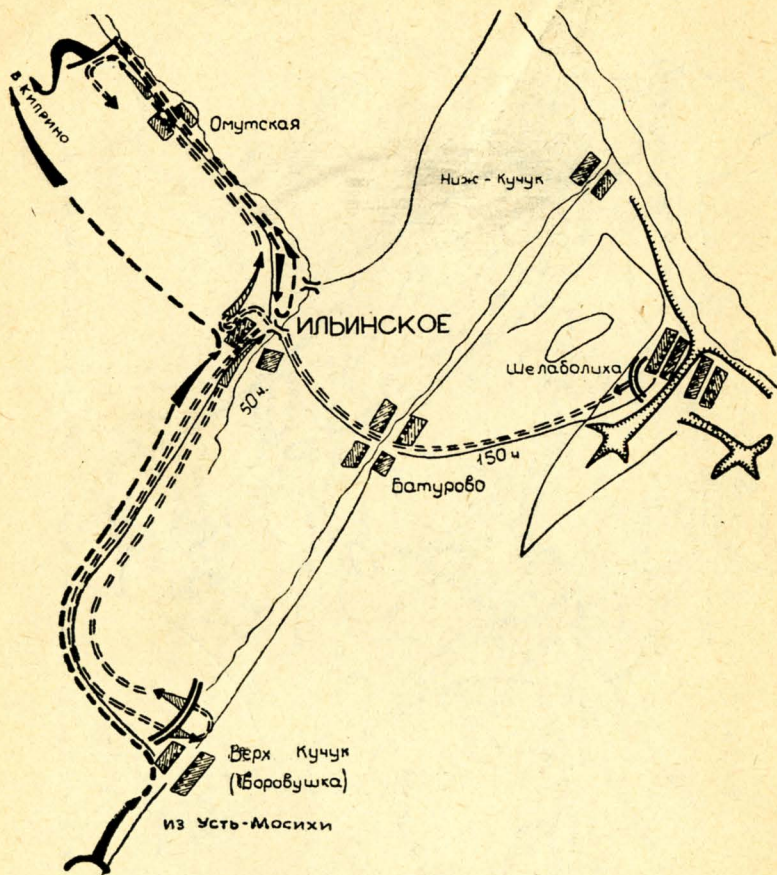 В КИПРИНО
Омутская
Ниж-Кучук
ИЛЬИНСКОЕ
Шелаболиха
50 ч.
150 ч
Батурово
Верх Кучук
(Боровушка)
из Усть-Мосихи